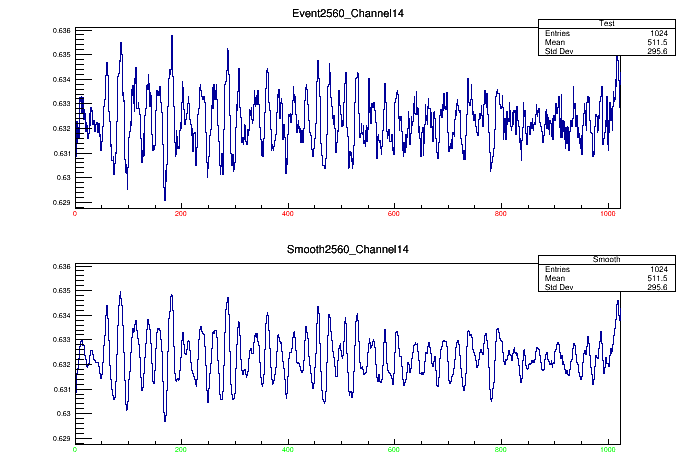 Event2560_Channel14
Test
Entries 1024
Mean 511.5
Std Dev 295.6
0.636
0.635
0.634
0.633
0.632
0.631
0.63
0.629
0 200 400 600 800 1000
Smooth2560_Channel14
Smooth
Entries 1024
Mean 511.5
Std Dev 295.6
0.636
0.635
0.634
0.633
0.632
0.631
0.63
0.629
0 200 400 600 800 1000